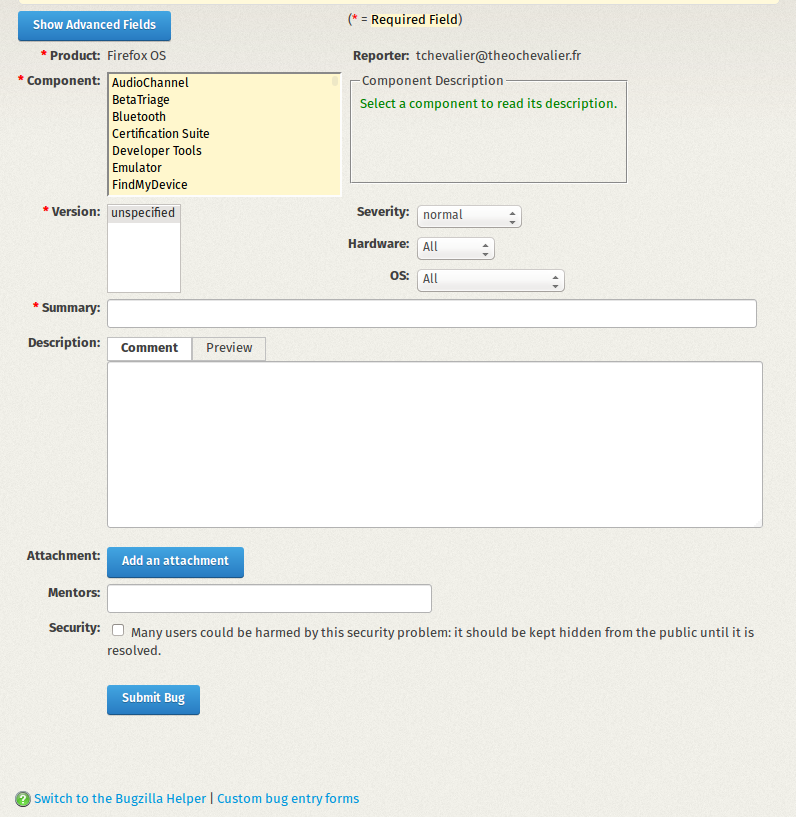 Show Advanced Fields
(* = Required Field)
* Product: Firefox OS
Reporter: tchevalier@theochevalier.fr
* Component:
AudioChannel
BetaTriage
Bluetooth
Certification Suite
Developer Tools
Emulator
FindMyDevice
Component Description
Select a component to read its description.
* Version: unspecified
Severity: normal
Hardware: All
OS: All
* Summary:
Description:
Comment
Preview
Attachment: Add an attachment
Mentors:
Security: Many users could be harmed by this security problem: it should be kept hidden from the public until it is
resolved.
Submit Bug
Switch to the Bugzilla Helper | Custom bug entry forms